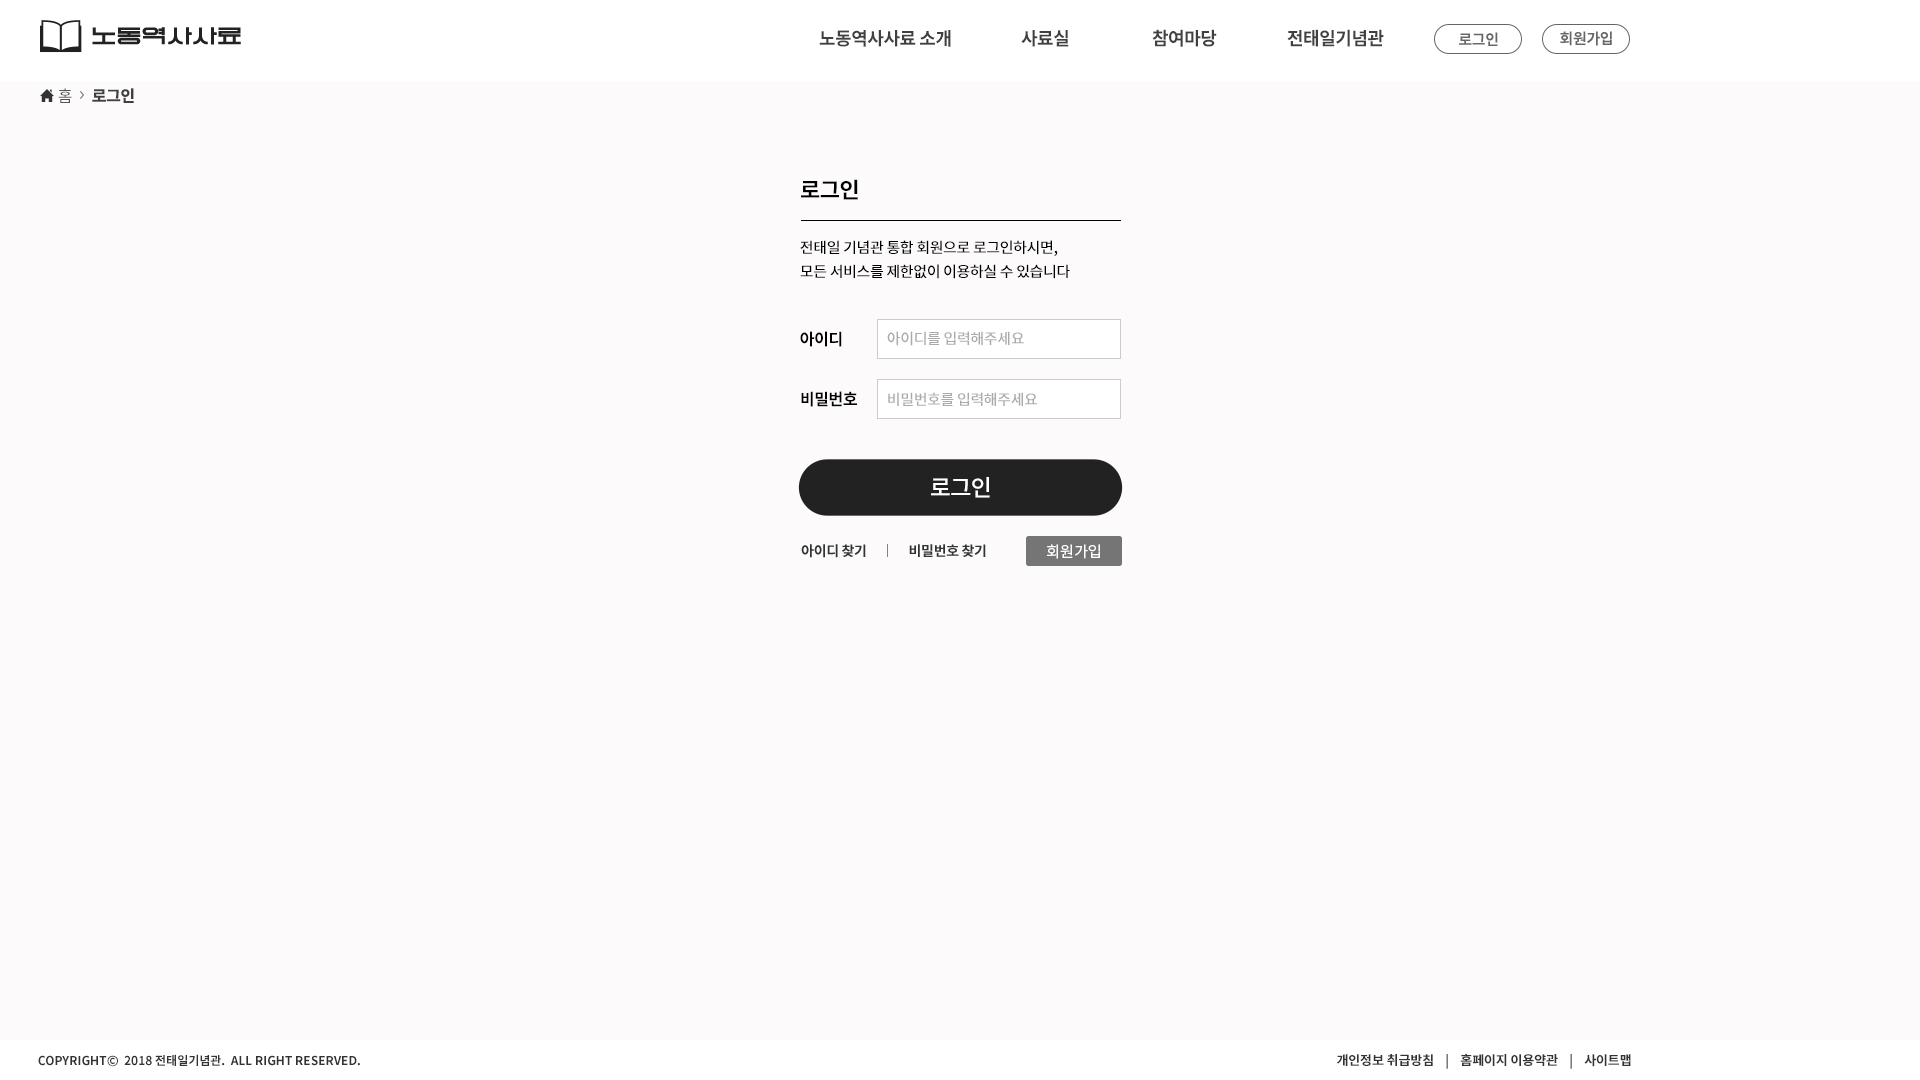 노동역사사료
노동역사사료 소개
사료실
참여마당
전태일기념관
로그인
회원가입
홈 > 로그인
로그인
전태일 기념관 통합 회원으로 로그인하시면,
모든 서비스를 제한없이 이용하실 수 있습니다
아이디
아이디를 입력해주세요
비밀번호
비밀번호를 입력해주세요
로그인
아이디 찾기 | 비밀번호 찾기
회원가입
COPYRIGHT© 2018 전태일기념관. ALL RIGHT RESERVED.
개인정보 취급방침 | 홈페이지 이용약관 | 사이트맵